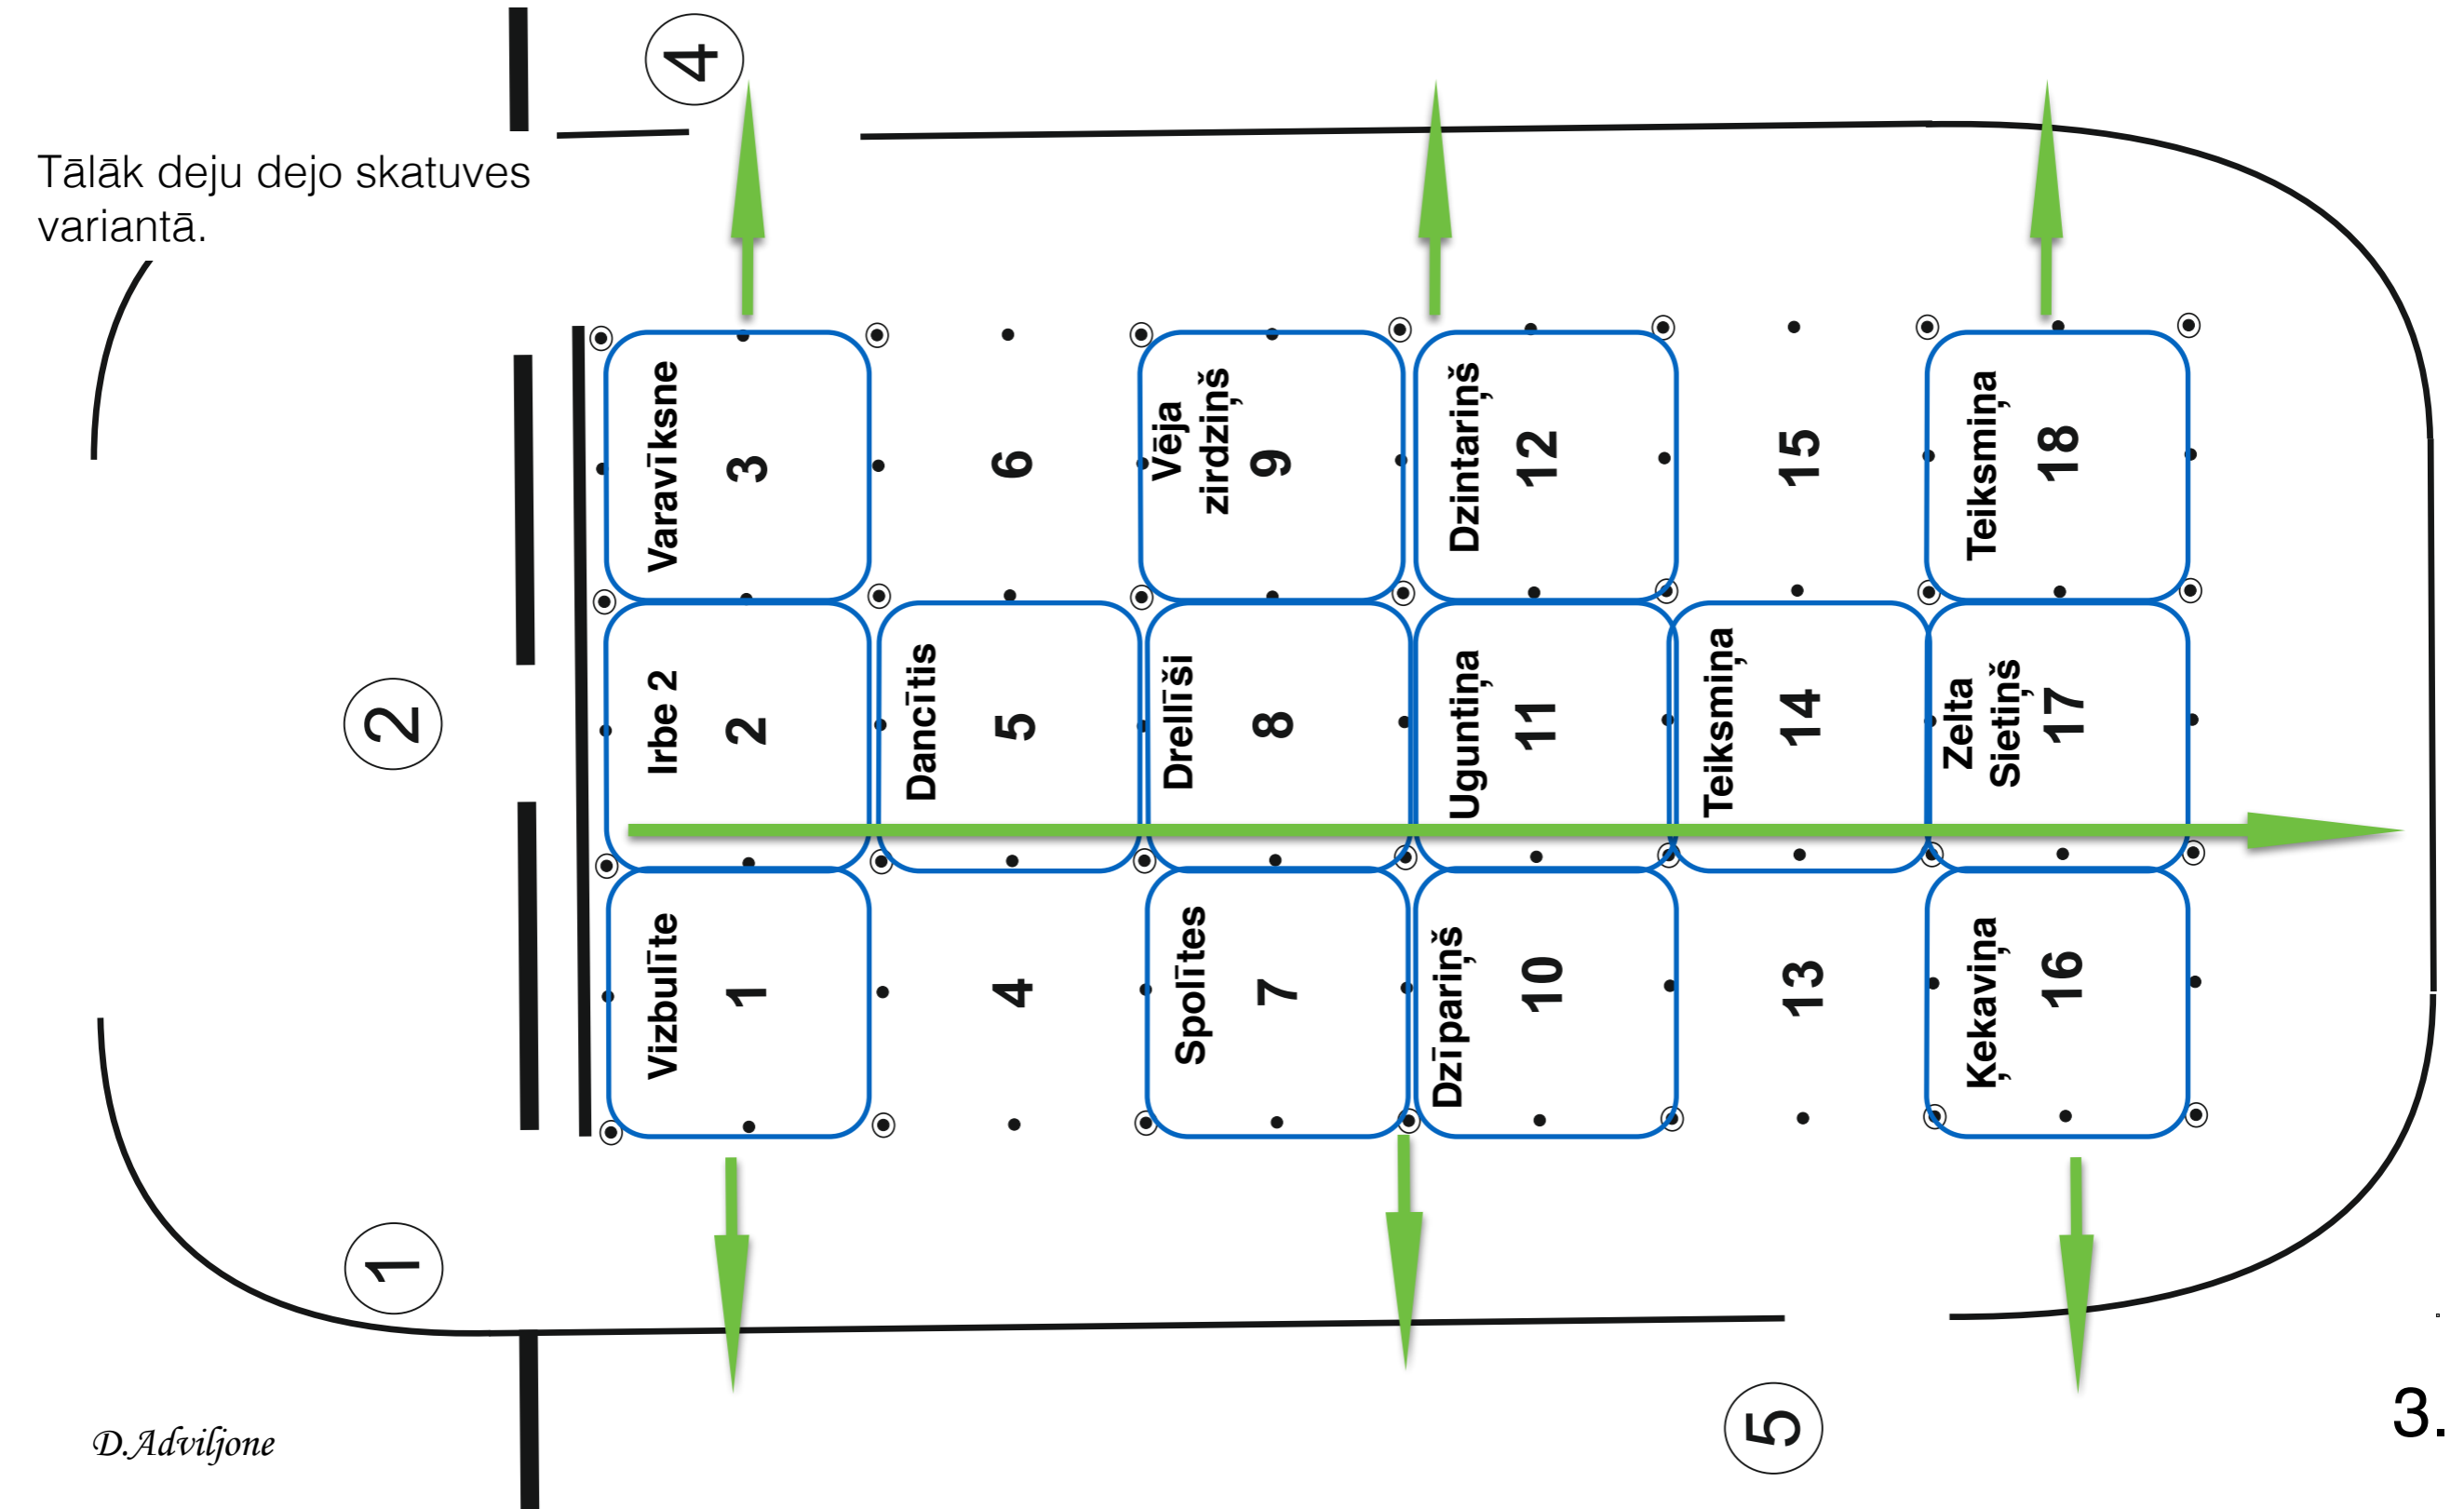 4
Tālāk deju dejo skatuves
variantā.
Varavīksne
3
6
Vēja
zirdziņš
9
Dzintariņš
12
15
Teiksmiņa
18
2
Irbe 2
2
Dancītis
5
Drellīši
8
Uguntiņa
11
Teiksmiņa
14
Zelta
Sietiņš
17
Vizbulīte
1
4
Spolītes
7
Dzīpariņš
10
13
Ķekaviņa
16
1
5
D.Adviljone
3.